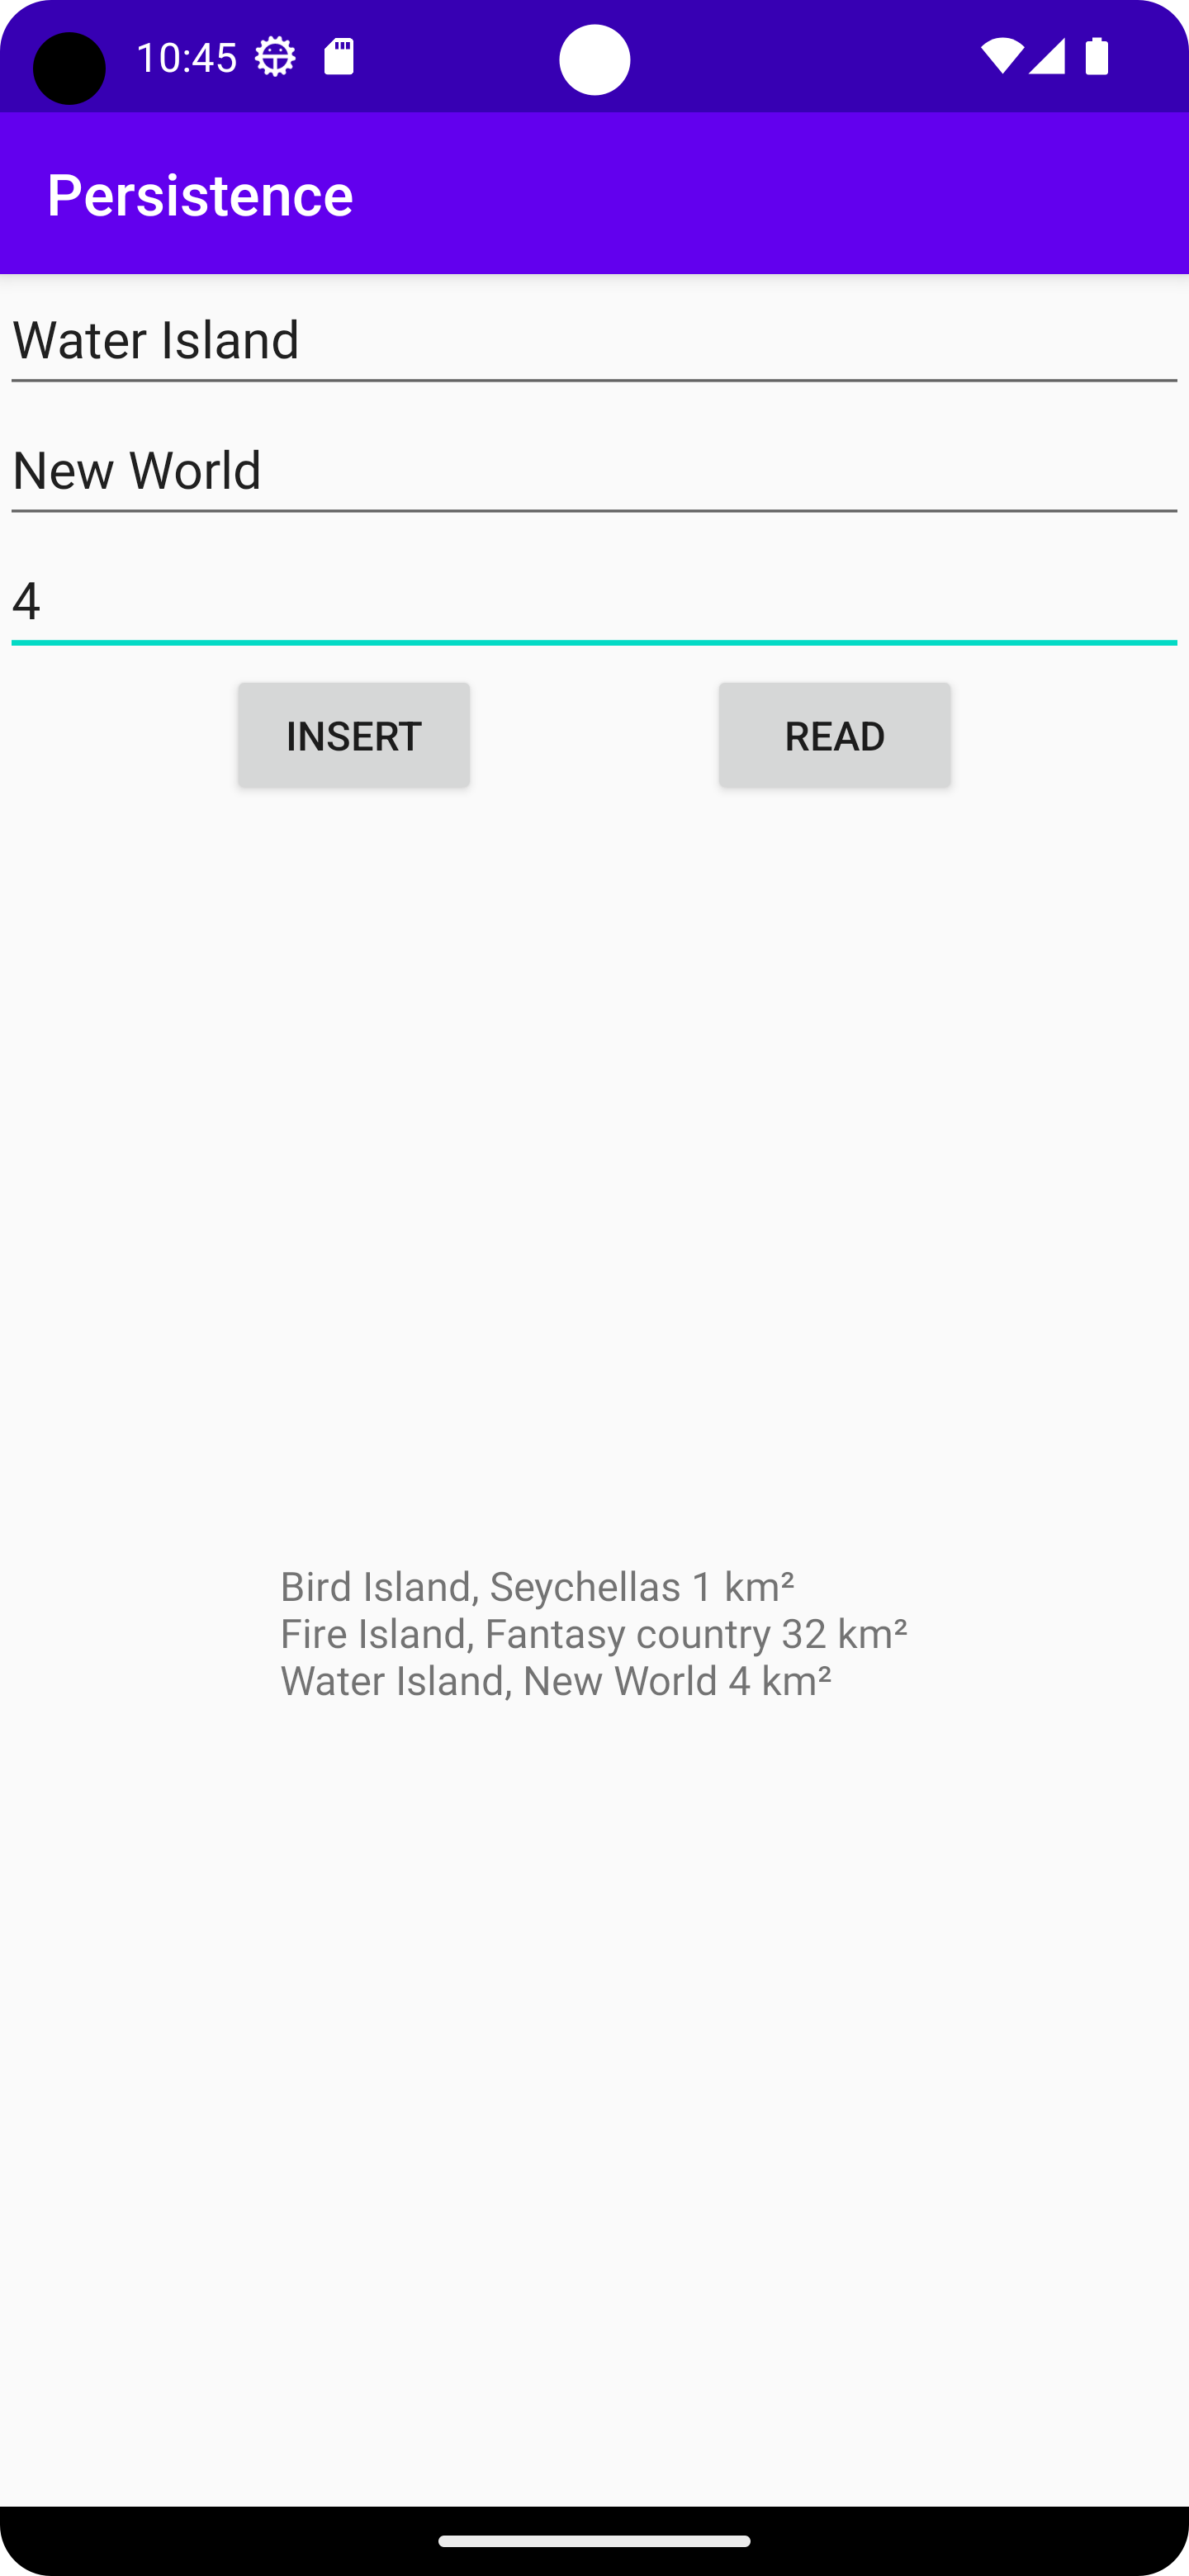 10:45
Persistence
Water Island
New World
4
INSERT
READ
Bird Island, Seychellas 1 km²
Fire Island, Fantasy country 32 km²
Water Island, New World 4 km²